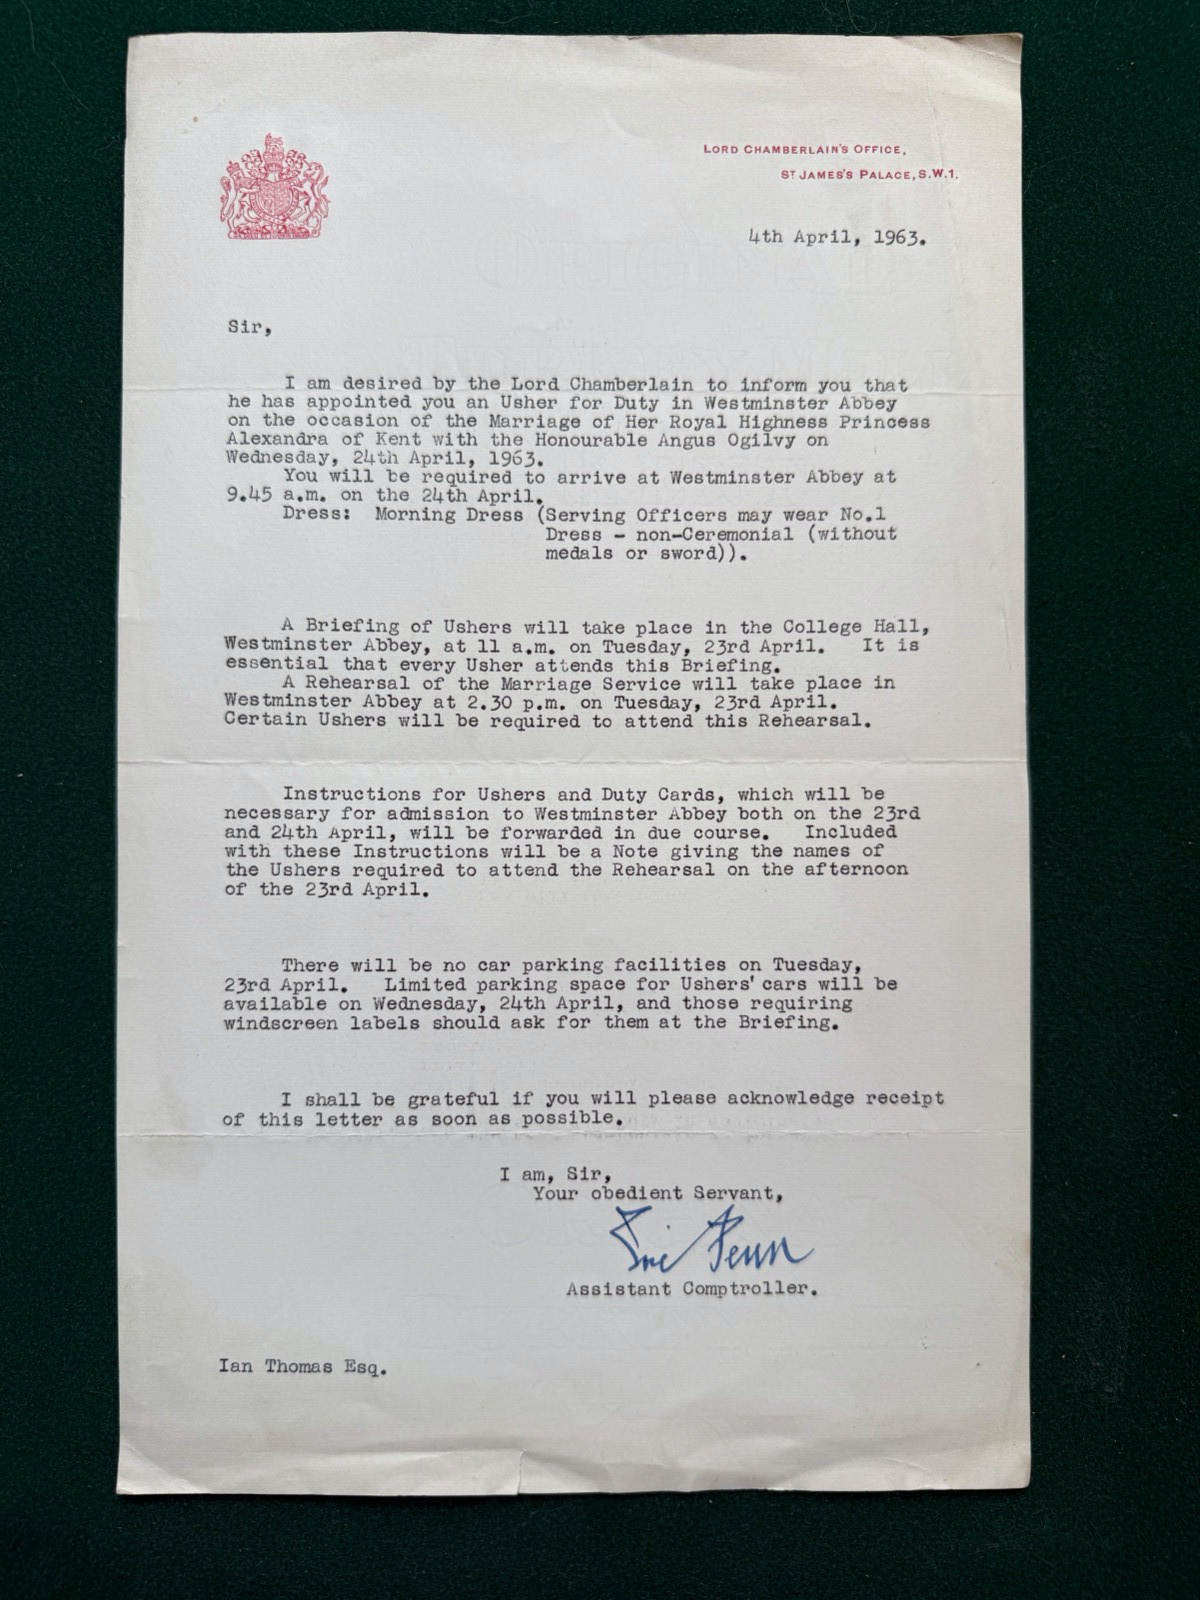 LORD CHAMBERLAIN'S OFFICE,
ST JAMES'S PALACE, S.W.1.
4th April, 1963.
Sir,
I am desired by the Lord Chamberlain to inform you that
he has appointed you an Usher for Duty in Westminster Abbey
on the occasion of the Marriage of Her Royal Highness Princess
Alexandra of Kent with the Honourable Angus Ogilvy on
Wednesday, 24th April, 1963.
You will be required to arrive at Westminster Abbey at
9.45 a.m. on the 24th April.
Dress: Morning Dress (Serving Officers may wear No.1
Dress - non-Ceremonial (without
medals or sword)).
A Briefing of Ushers will take place in the College Hall,
Westminster Abbey, at 11 a.m. on Tuesday, 23rd April. It is
essential that every Usher attends this Briefing.
A Rehearsal of the Marriage Service will take place in
Westminster Abbey at 2.30 p.m. on Tuesday, 23rd April.
Certain Ushers will be required to attend this Rehearsal.
Instructions for Ushers and Duty Cards, which will be
necessary for admission to Westminster Abbey both on the 23rd
and 24th April, will be forwarded in due course. Included
with these Instructions will be a Note giving the names of
the Ushers required to attend the Rehearsal on the afternoon
of the 23rd April.
There will be no car parking facilities on Tuesday,
23rd April. Limited parking space for Ushers' cars will be
available on Wednesday, 24th April, and those requiring
windscreen labels should ask for them at the Briefing.
I shall be grateful if you will please acknowledge receipt
of this letter as soon as possible.
I am, Sir,
Your obedient Servant,
Eric Penn
Assistant Comptroller.
Ian Thomas Esq.